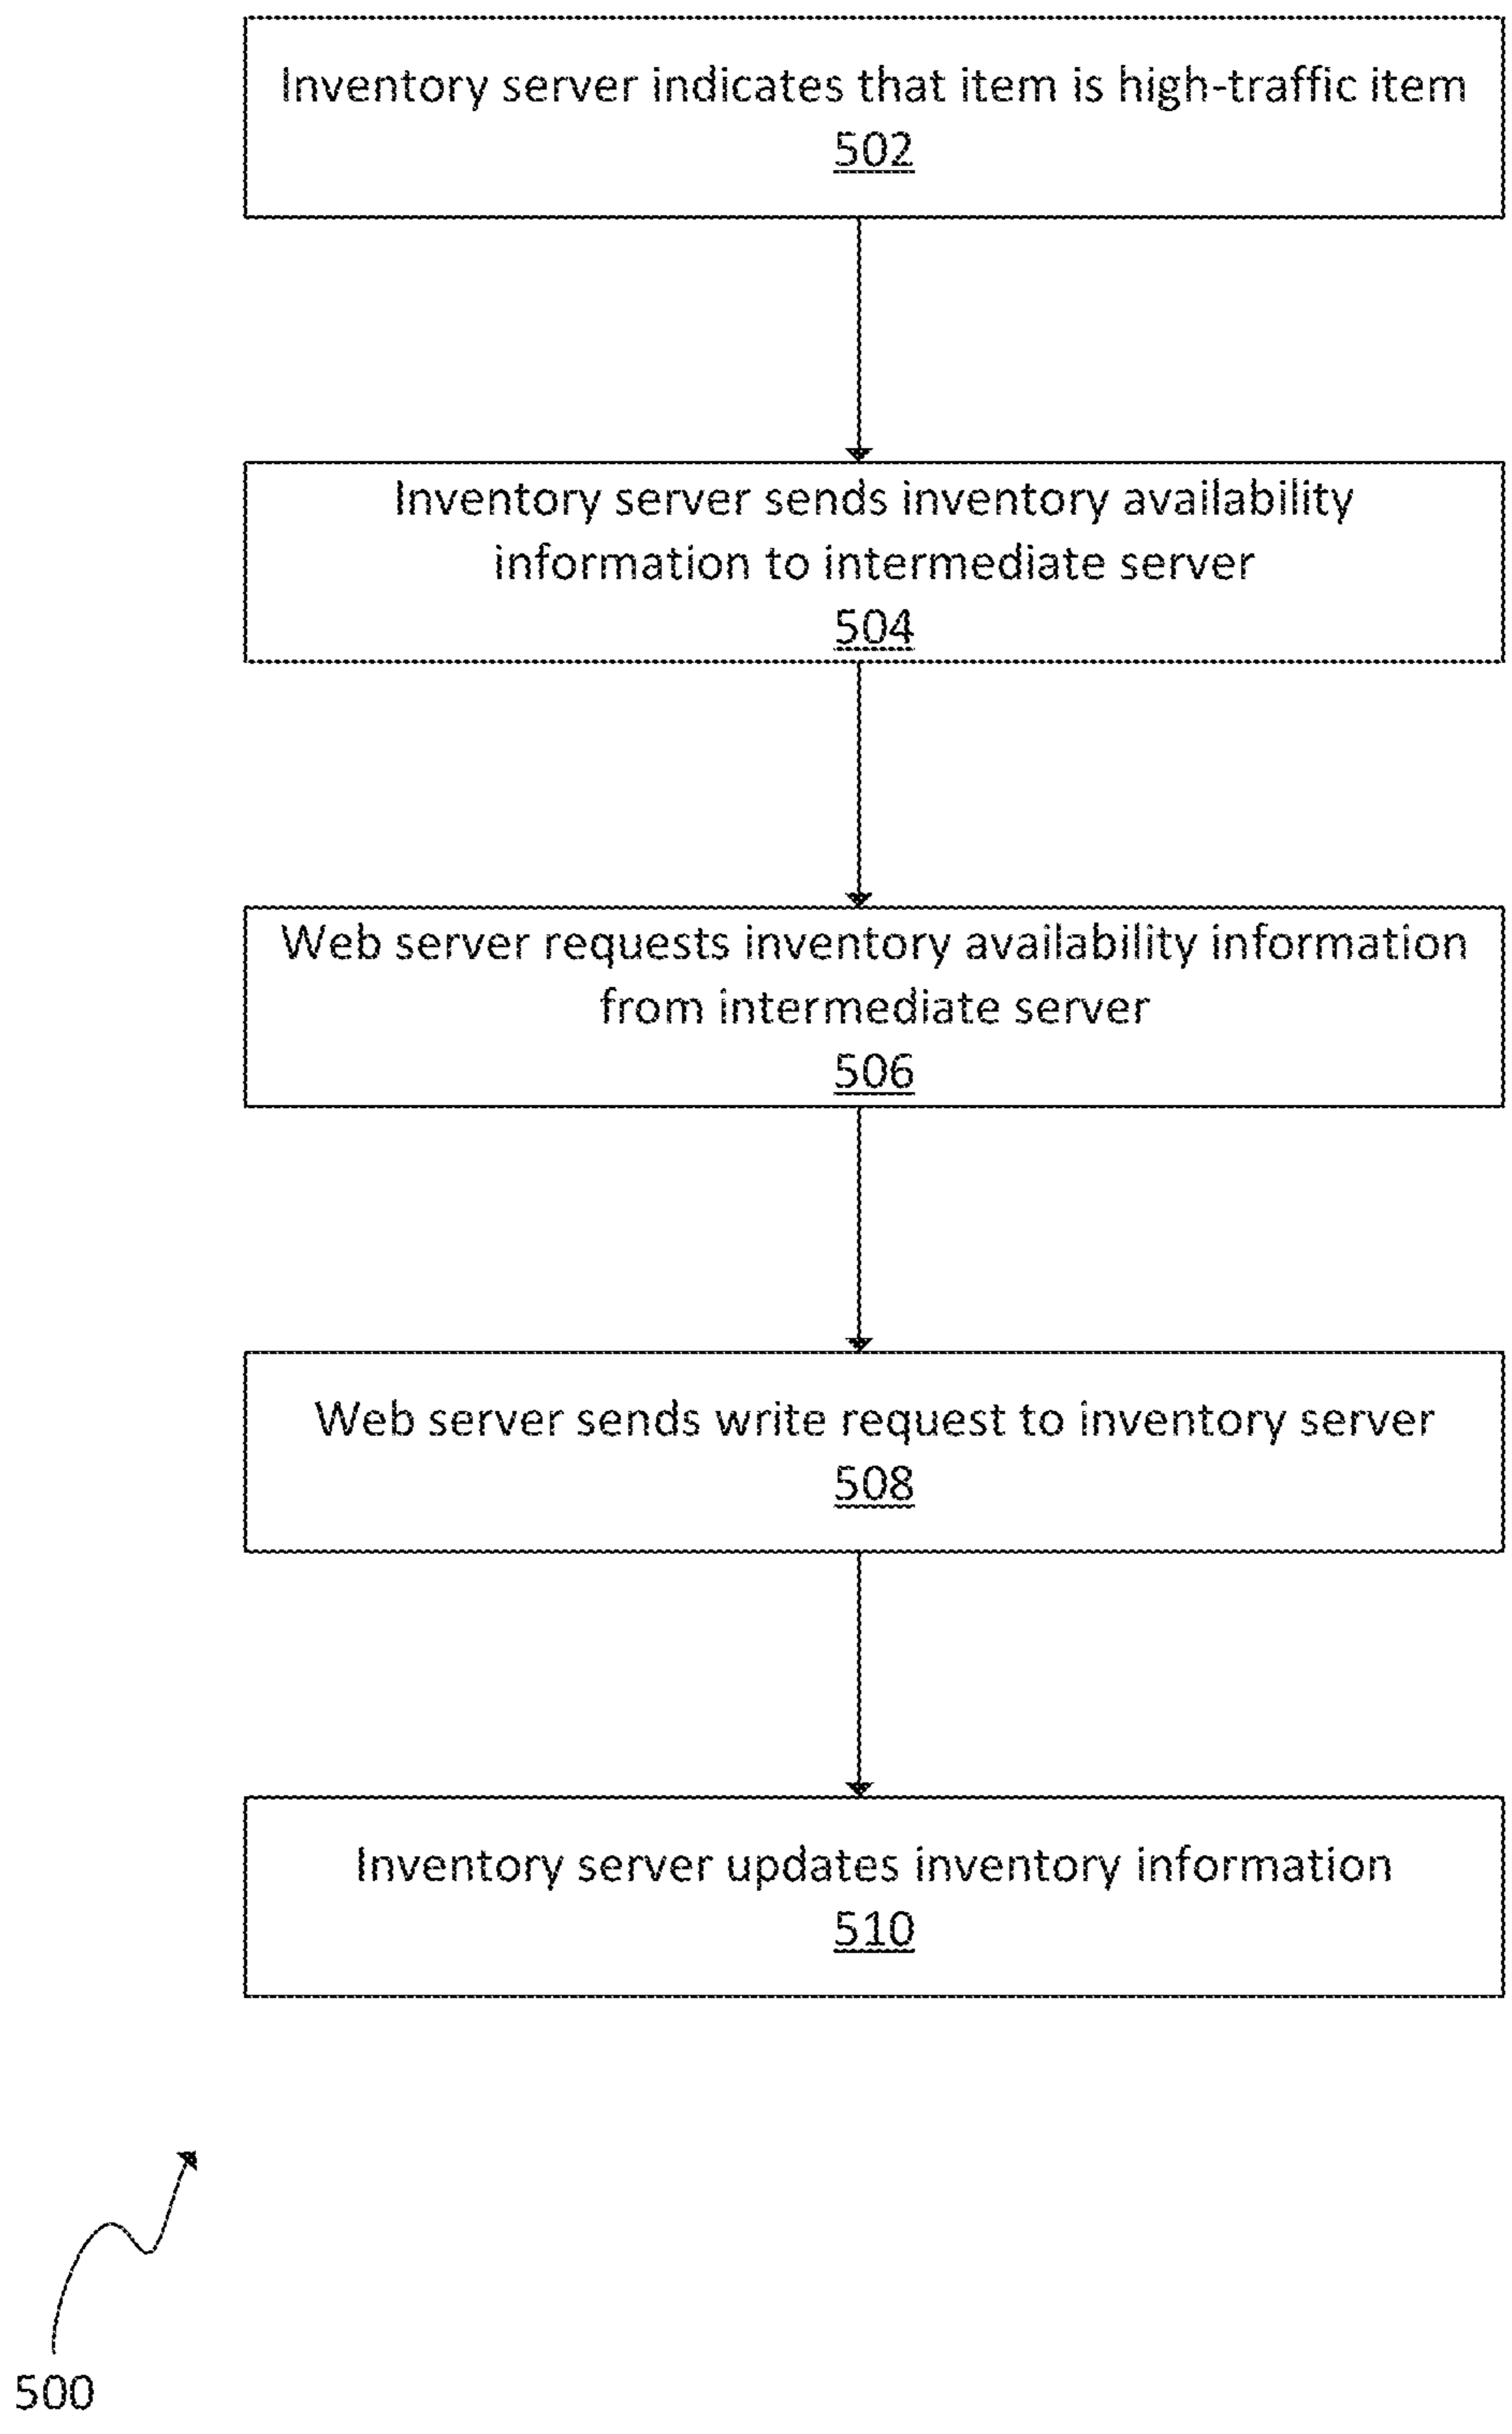 Inventory server indicates that item is high-traffic item
502
Inventory server sends inventory availability
information to intermediate server
504
Web server requests inventory availability information
from intermediate server
506
Web server sends write request to inventory server
508
Inventory server updates inventory information
510
500